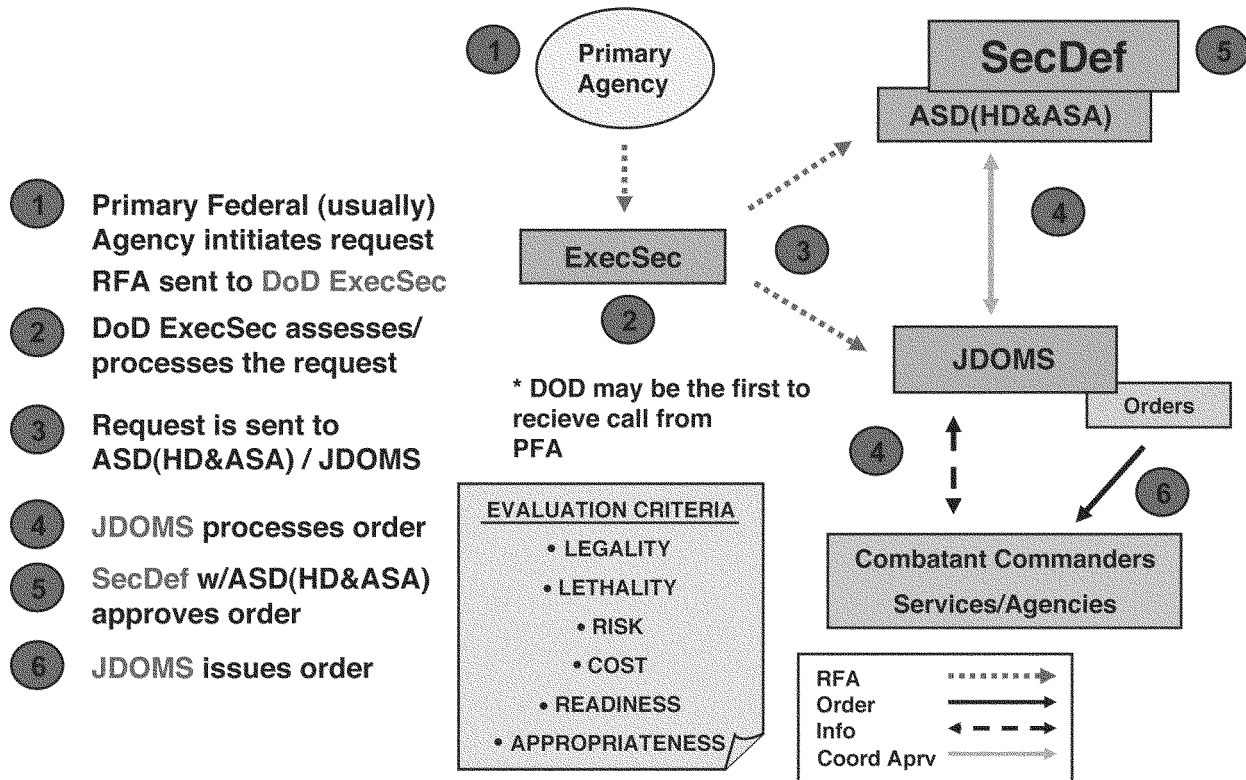 1
Primary
Agency
SecDef
5
ASD(HD&ASA)
1 Primary Federal (usually)
Agency intitiates request
RFA sent to DoD ExecSec
2 DoD ExecSec assesses/
processes the request
3 Request is sent to
ASD(HD&ASA) / JDOMS
4 JDOMS processes order
5 SecDef w/ASD(HD&ASA)
approves order
6 JDOMS issues order
ExecSec
2
3
4
JDOMS
Orders
* DOD may be the first to
recieve call from
PFA
4
6
EVALUATION CRITERIA
• LEGALITY
• LETHALITY
• RISK
• COST
• READINESS
• APPROPRIATENESS
Combatant Commanders
Services/Agencies
RFA
Order
Info
Coord Aprv